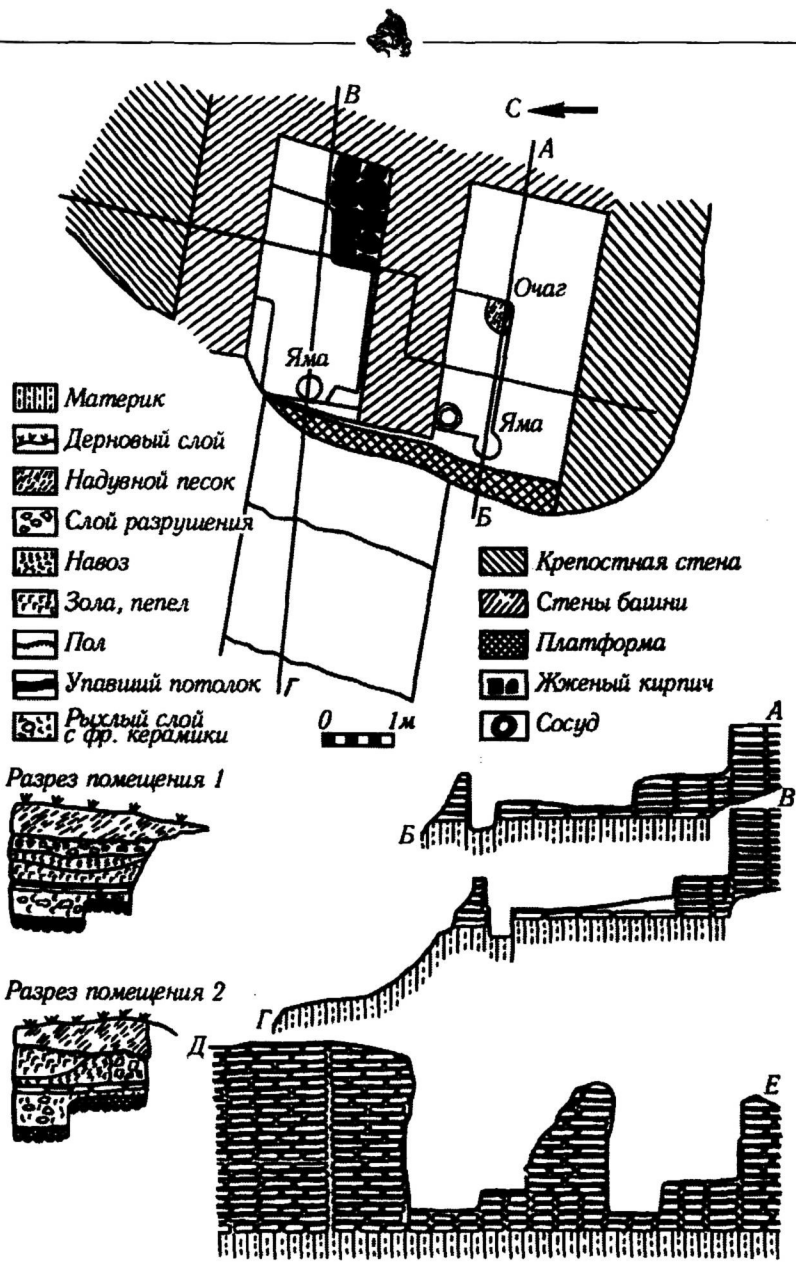 В
С
А
Очаг
Яма
Яма
Б
Г
Материк
Дерновый слой
Надувной песок
Слой разрушения
Навоз
Зола, пепел
Пол
Упавший потолок
Рыхлый слой
с фр. керамики
0 1м
Крепостная стена
Стены башни
Платформа
Жженый кирпич
Сосуд
Разрез помещения 1
А
Б
В
Г
Разрез помещения 2
Д
Е